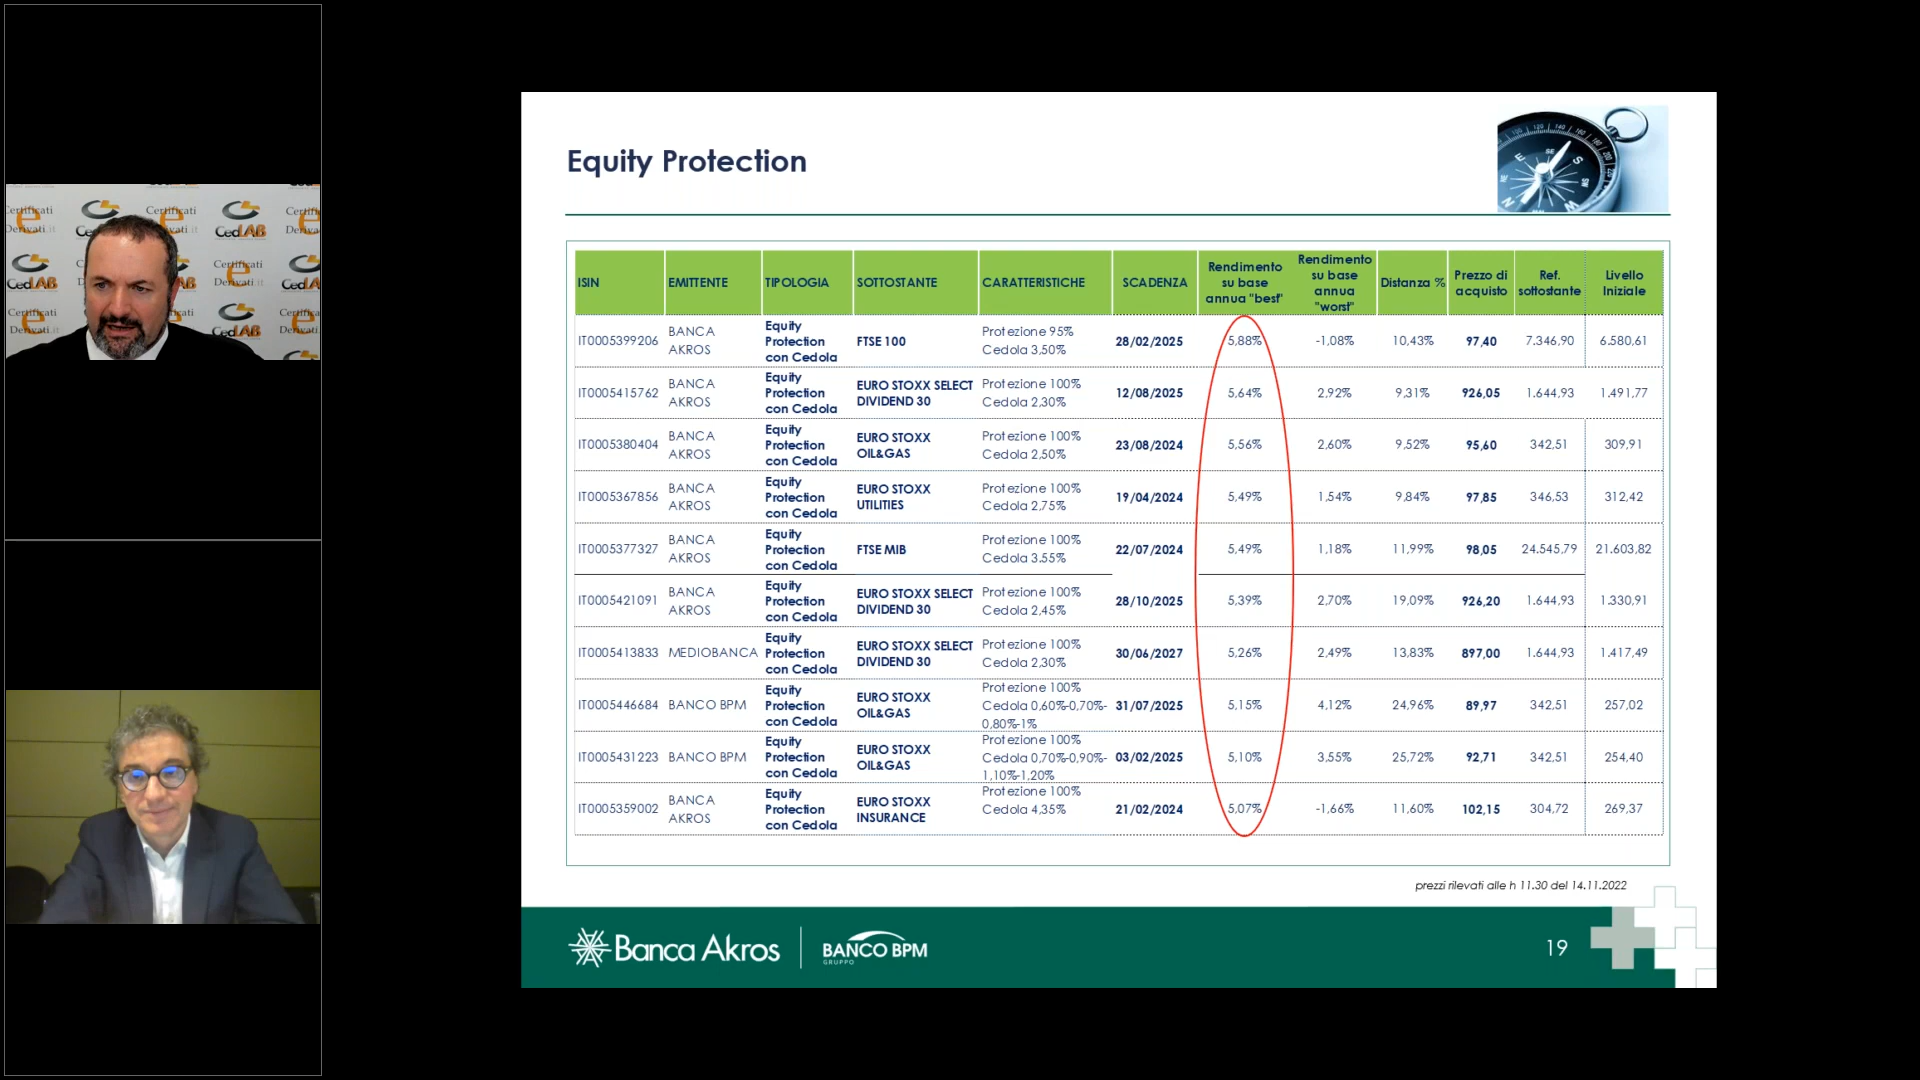 Certificati
Derivati.it
CedLAB
Equity Protection
ISIN EMITTENTE TIPOLOGIA SOTTOSTANTE CARATTERISTICHE SCADENZA Rendimento su base annua "best" Rendimento su base annua "worst" Distanza % Prezzo di acquisto Ref. sottostante Livello Iniziale
IT0005399206 BANCA AKROS Equity Protection con Cedola FTSE 100 Protezione 95% Cedola 3,50% 28/02/2025 5,88% -1,08% 10,43% 97,40 7.346,90 6.580,61
IT0005415762 BANCA AKROS Equity Protection con Cedola EURO STOXX SELECT DIVIDEND 30 Protezione 100% Cedola 2,30% 12/08/2025 5,64% 2,92% 9,31% 926,05 1.644,93 1.491,77
IT0005380404 BANCA AKROS Equity Protection con Cedola EURO STOXX OIL&GAS Protezione 100% Cedola 2,50% 23/08/2024 5,56% 2,60% 9,52% 95,60 342,51 309,91
IT0005367856 BANCA AKROS Equity Protection con Cedola EURO STOXX UTILITIES Protezione 100% Cedola 2,75% 19/04/2024 5,49% 1,54% 9,84% 97,85 346,53 312,42
IT0005377327 BANCA AKROS Equity Protection con Cedola FTSE MIB Protezione 100% Cedola 3.55% 22/07/2024 5,49% 1,18% 11,99% 98,05 24.545,79 21.603,82
IT0005421091 BANCA AKROS Equity Protection con Cedola EURO STOXX SELECT DIVIDEND 30 Protezione 100% Cedola 2,45% 28/10/2025 5,39% 2,70% 19,09% 926,20 1.644,93 1.330,91
IT0005413833 MEDIOBANCA Equity Protection con Cedola EURO STOXX SELECT DIVIDEND 30 Protezione 100% Cedola 2,30% 30/06/2027 5,26% 2,49% 13,83% 897,00 1.644,93 1.417,49
IT0005446684 BANCO BPM Equity Protection con Cedola EURO STOXX OIL&GAS Protezione 100% Cedola 0,60%-0,70%-0,80%-1% 31/07/2025 5,15% 4,12% 24,96% 89,97 342,51 257,02
IT0005431223 BANCO BPM Equity Protection con Cedola EURO STOXX OIL&GAS Protezione 100% Cedola 0,70%-0,90%-1,10%-1,20% 03/02/2025 5,10% 3,55% 25,72% 92,71 342,51 254,40
IT0005359002 BANCA AKROS Equity Protection con Cedola EURO STOXX INSURANCE Protezione 100% Cedola 4,35% 21/02/2024 5,07% -1,66% 11,60% 102,15 304,72 269,37
prezzi rilevati alle h 11.30 del 14.11.2022
Banca Akros
BANCO BPM
GRUPPO
19